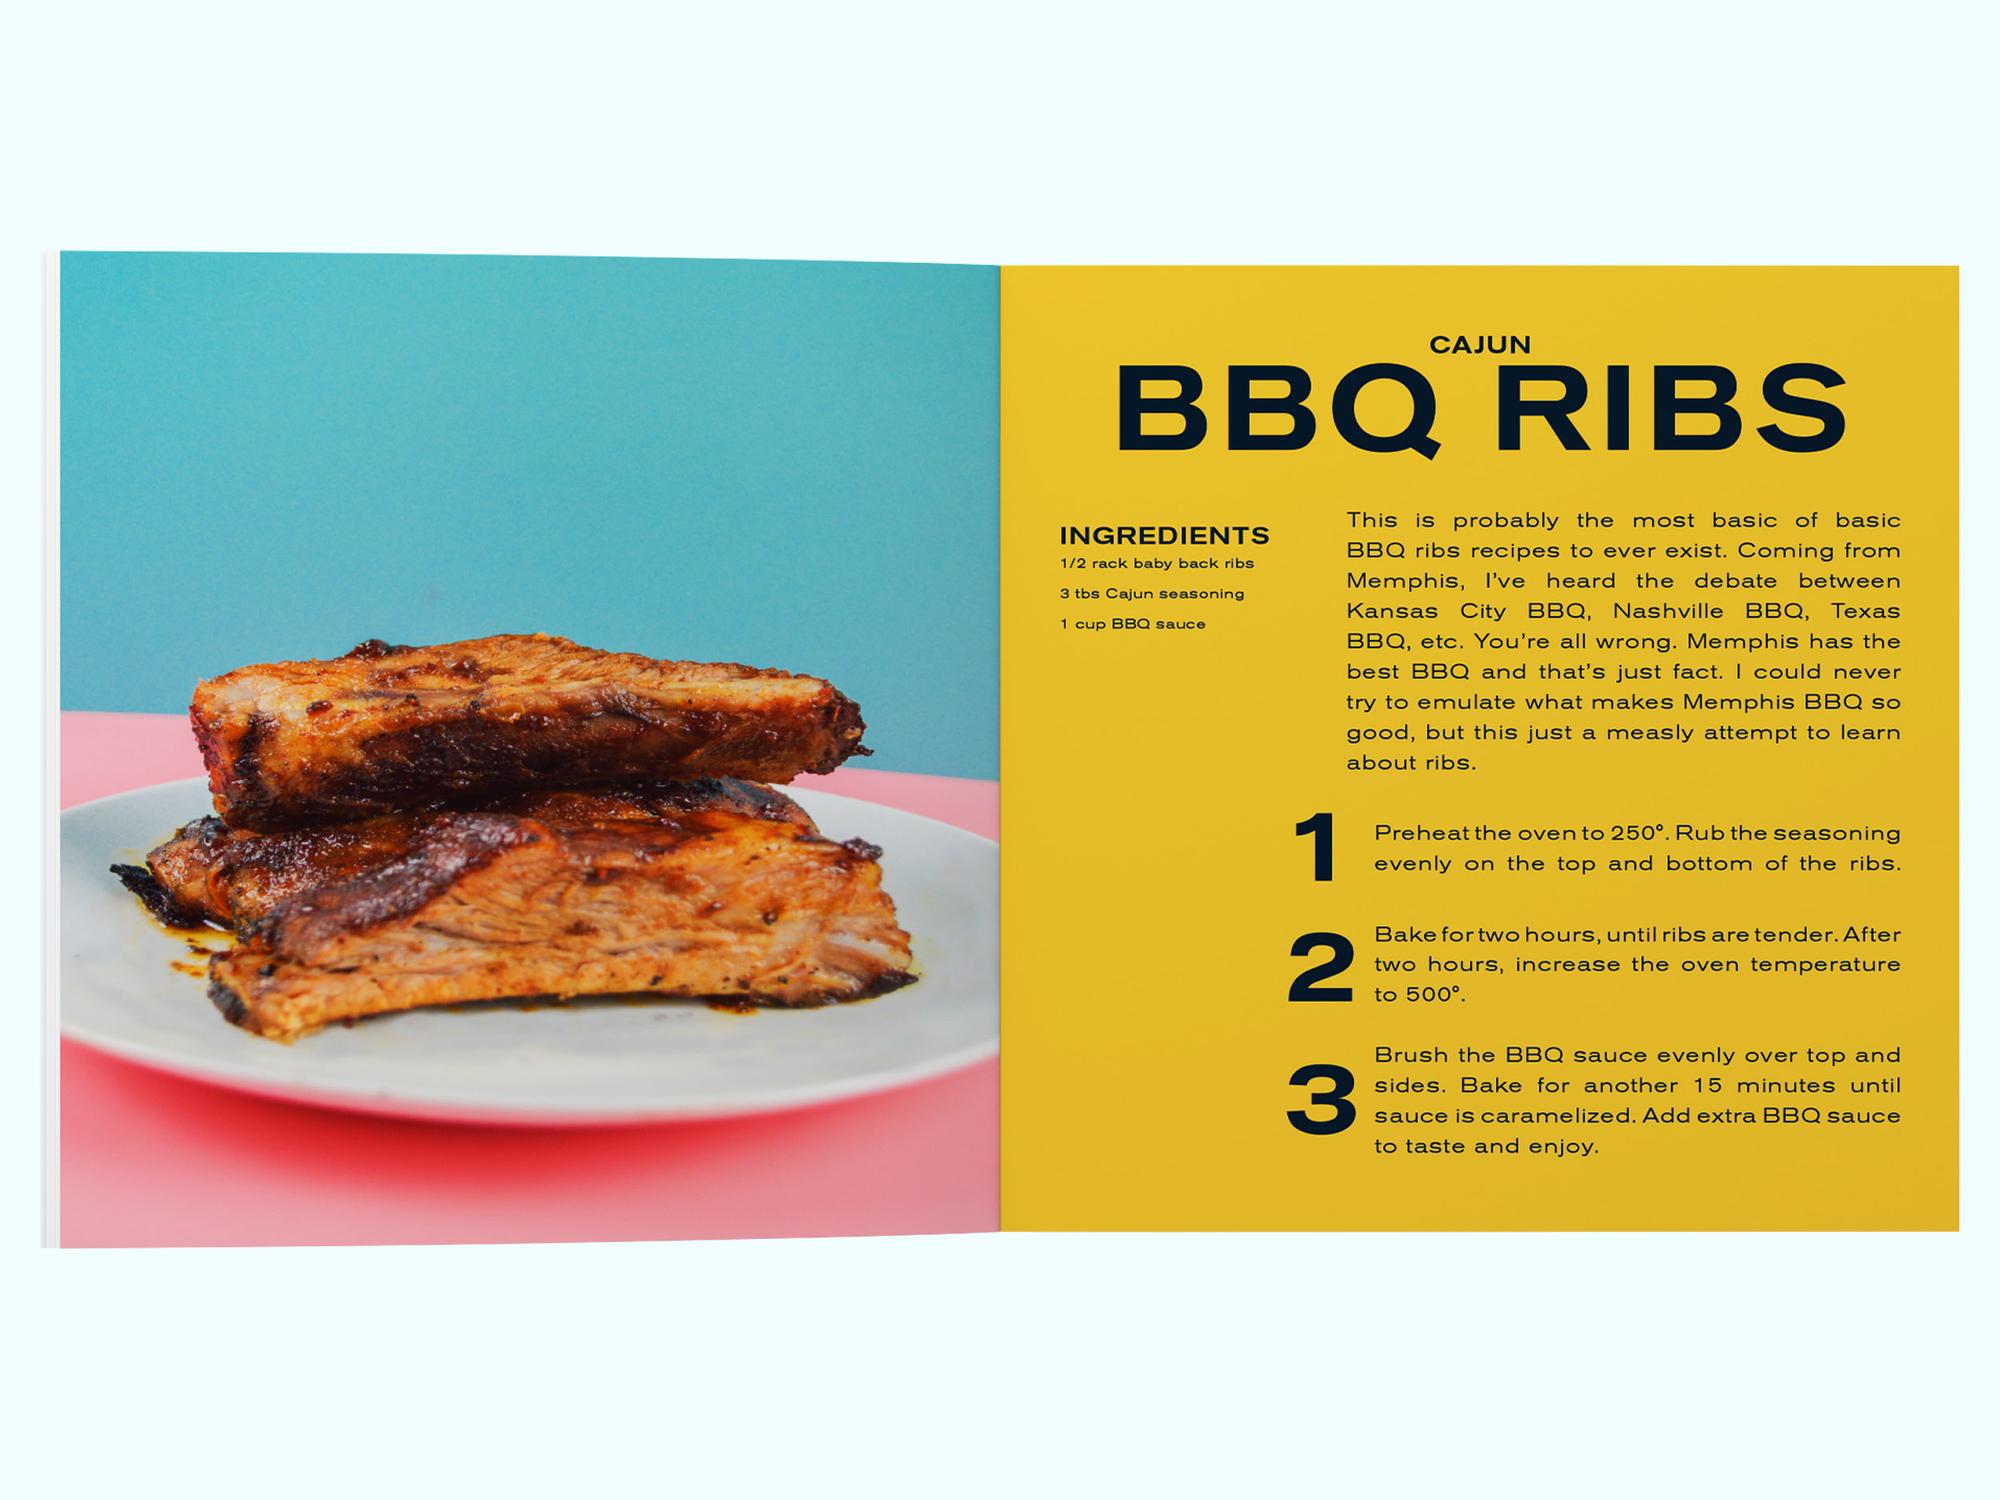 CAJUN
BBQ RIBS
INGREDIENTS
1/2 rack baby back ribs
3 tbs Cajun seasoning
1 cup BBQ sauce
This is probably the most basic of basic
BBQ ribs recipes to ever exist. Coming from
Memphis, I’ve heard the debate between
Kansas City BBQ, Nashville BBQ, Texas
BBQ, etc. You’re all wrong. Memphis has the
best BBQ and that’s just fact. I could never
try to emulate what makes Memphis BBQ so
good, but this just a measly attempt to learn
about ribs.
1
Preheat the oven to 250°. Rub the seasoning
evenly on the top and bottom of the ribs.
2
Bake for two hours, until ribs are tender. After
two hours, increase the oven temperature
to 500°.
3
Brush the BBQ sauce evenly over top and
sides. Bake for another 15 minutes until
sauce is caramelized. Add extra BBQ sauce
to taste and enjoy.